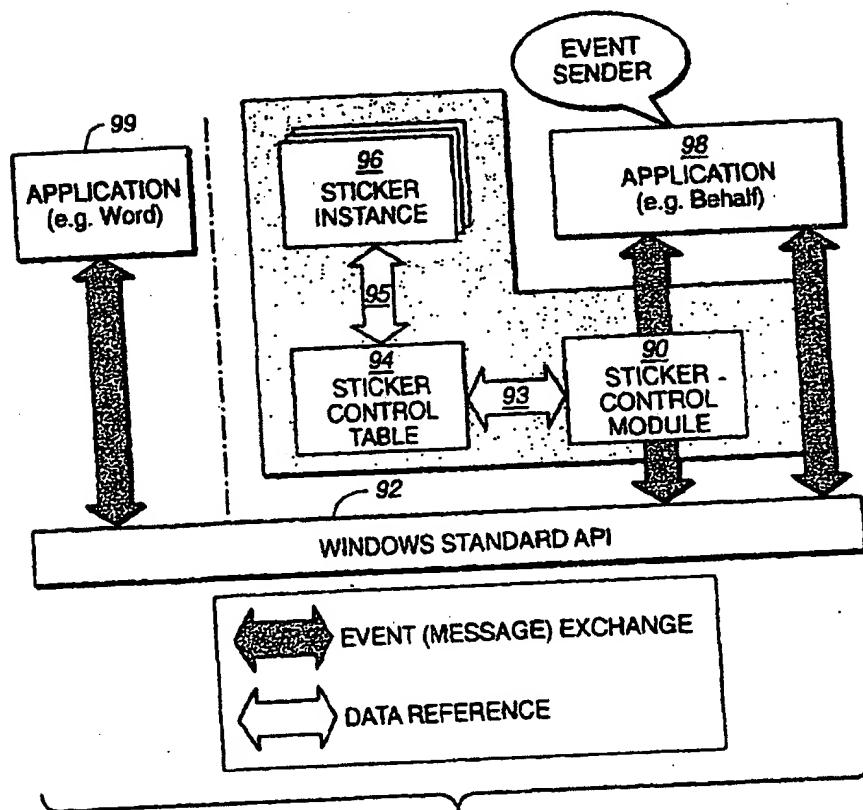 EVENT
SENDER
99
APPLICATION
(e.g. Word)
96
STICKER
INSTANCE
98
APPLICATION
(e.g. Behalf)
95
94
STICKER
CONTROL
TABLE
93
90
STICKER
CONTROL
MODULE
92
WINDOWS STANDARD API
EVENT (MESSAGE) EXCHANGE
DATA REFERENCE